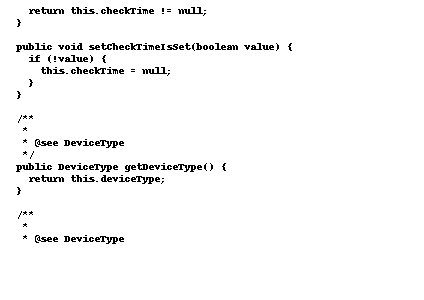 return this.checkTime != null;
}
public void setCheckTimeIsSet(boolean value) {
if (!value) {
this.checkTime = null;
}
}
/**
*
* @see DeviceType
*/
public DeviceType getDeviceType() {
return this.deviceType;
}
/**
*
* @see DeviceType